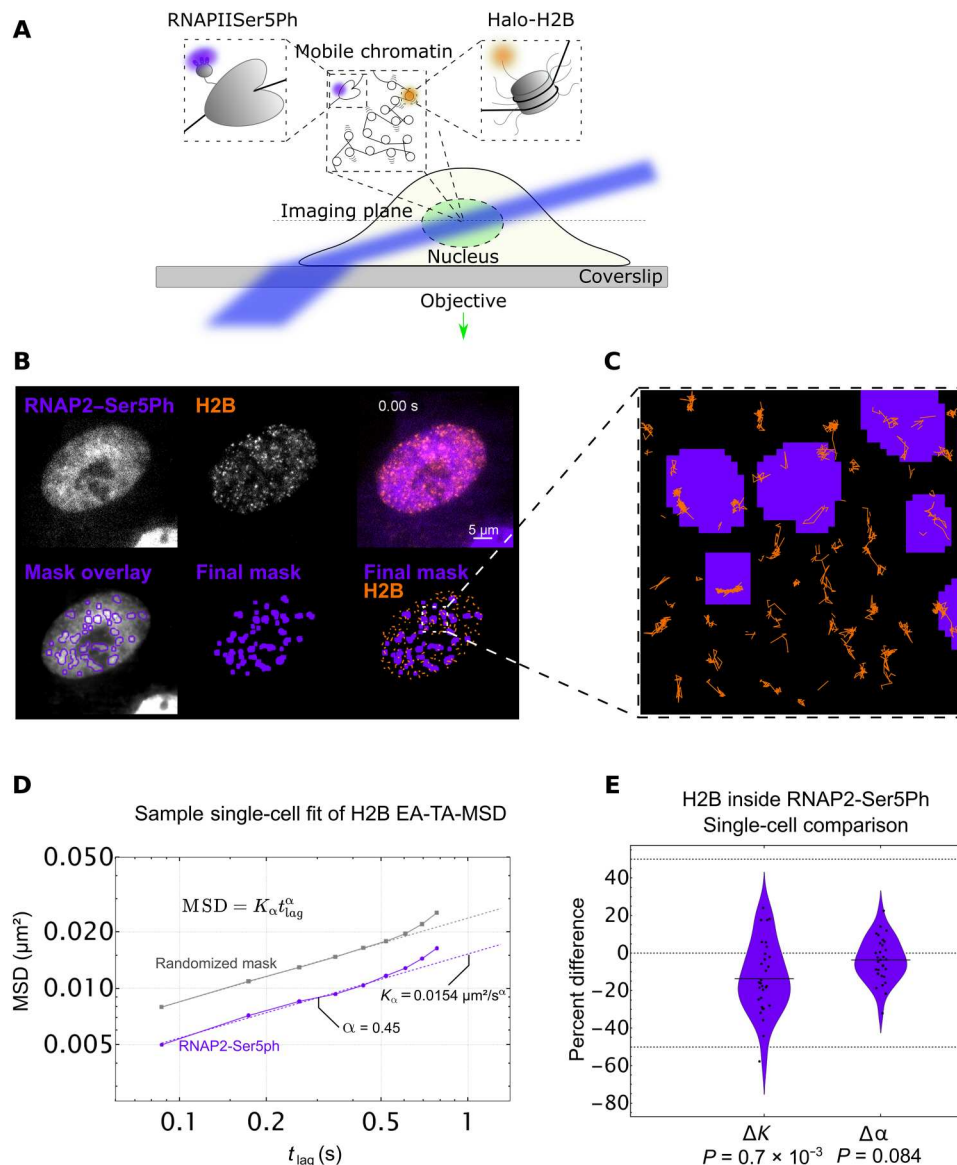 A
RNAPIISer5Ph
Halo-H2B
Mobile chromatin
Imaging plane
Nucleus
Coverslip
Objective
B
C
RNAP2–Ser5Ph
H2B
0.00 s
5 µm
Mask overlay
Final mask
Final mask
H2B
D
E
Sample single-cell fit of H2B EA-TA-MSD
MSD (µm²)
0.050
0.020
0.010
0.005
MSD = K_α t_lag^α
Randomized mask
K_α = 0.0154 µm²/s^α
α = 0.45
RNAP2-Ser5ph
0.1
0.2
0.5
1
t_lag (s)
H2B inside RNAP2-Ser5Ph
Single-cell comparison
Percent difference
40
20
0
−20
−40
−60
−80
ΔK
Δα
P = 0.7 × 10⁻³
P = 0.084